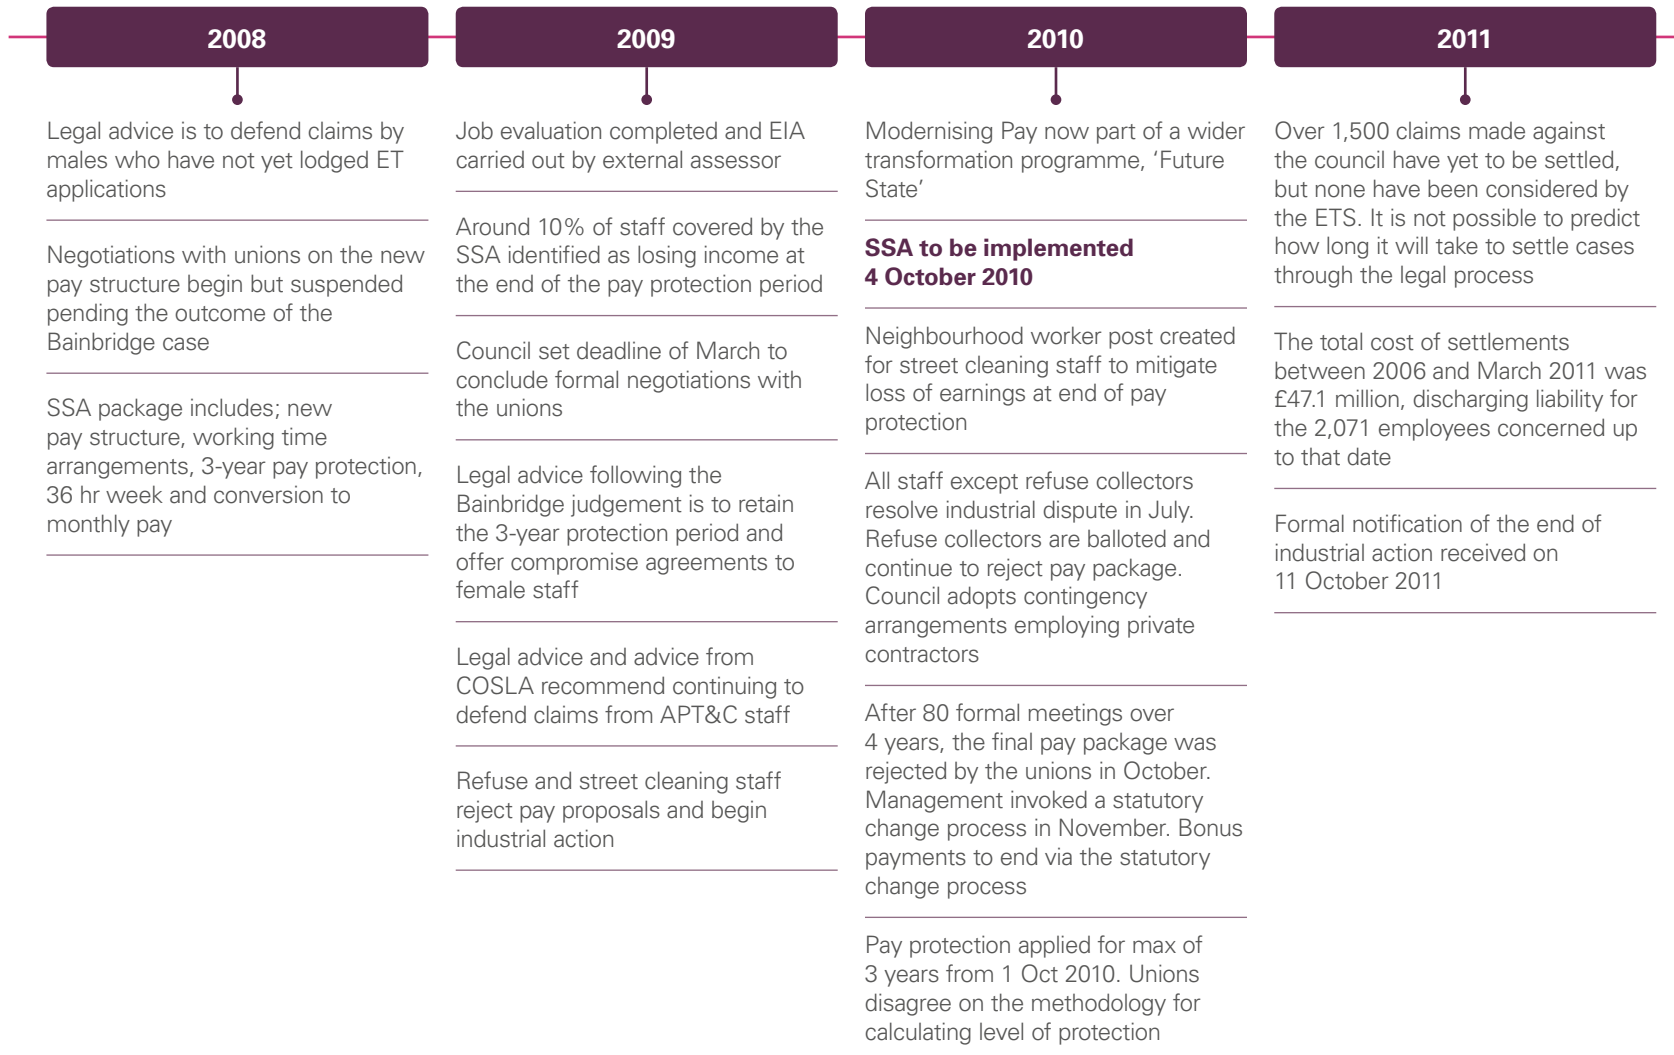 2008
Legal advice is to defend claims by
males who have not yet lodged ET
applications
Negotiations with unions on the new
pay structure begin but suspended
pending the outcome of the
Bainbridge case
SSA package includes; new
pay structure, working time
arrangements, 3-year pay protection,
36 hr week and conversion to
monthly pay
2009
Job evaluation completed and EIA
carried out by external assessor
Around 10% of staff covered by the
SSA identified as losing income at
the end of the pay protection period
Council set deadline of March to
conclude formal negotiations with
the unions
Legal advice following the
Bainbridge judgement is to retain
the 3-year protection period and
offer compromise agreements to
female staff
Legal advice and advice from
COSLA recommend continuing to
defend claims from APT&C staff
Refuse and street cleaning staff
reject pay proposals and begin
industrial action
2010
Modernising Pay now part of a wider
transformation programme, ‘Future
State’
SSA to be implemented
4 October 2010
Neighbourhood worker post created
for street cleaning staff to mitigate
loss of earnings at end of pay
protection
All staff except refuse collectors
resolve industrial dispute in July.
Refuse collectors are balloted and
continue to reject pay package.
Council adopts contingency
arrangements employing private
contractors
After 80 formal meetings over
4 years, the final pay package was
rejected by the unions in October.
Management invoked a statutory
change process in November. Bonus
payments to end via the statutory
change process
Pay protection applied for max of
3 years from 1 Oct 2010. Unions
disagree on the methodology for
calculating level of protection
2011
Over 1,500 claims made against
the council have yet to be settled,
but none have been considered by
the ETS. It is not possible to predict
how long it will take to settle cases
through the legal process
The total cost of settlements
between 2006 and March 2011 was
£47.1 million, discharging liability for
the 2,071 employees concerned up
to that date
Formal notification of the end of
industrial action received on
11 October 2011